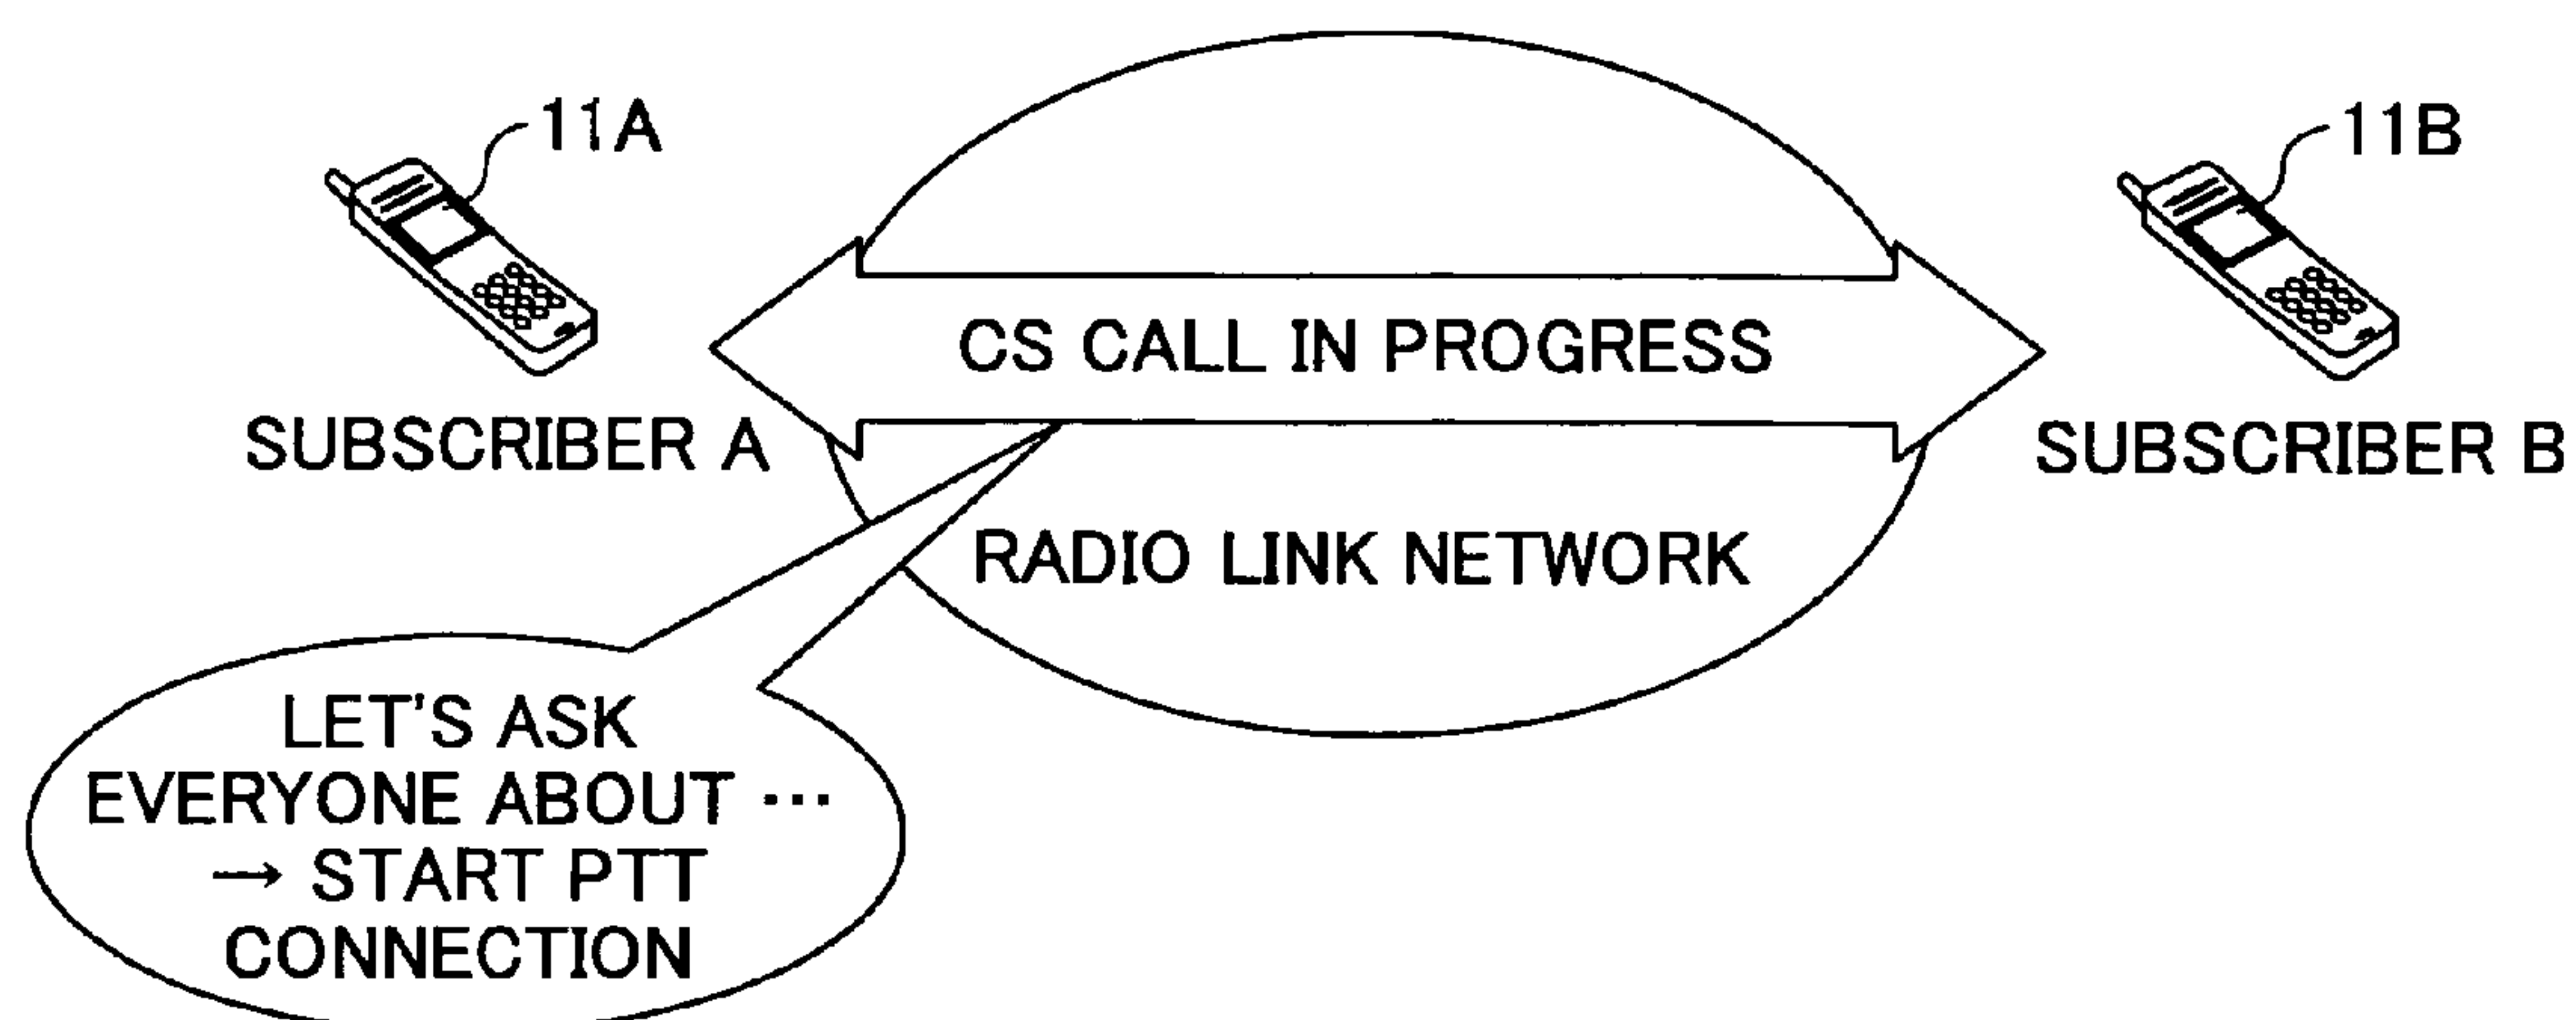 11A
11B
CS CALL IN PROGRESS
SUBSCRIBER A
SUBSCRIBER B
RADIO LINK NETWORK
LET'S ASK
EVERYONE ABOUT ···
→ START PTT
CONNECTION